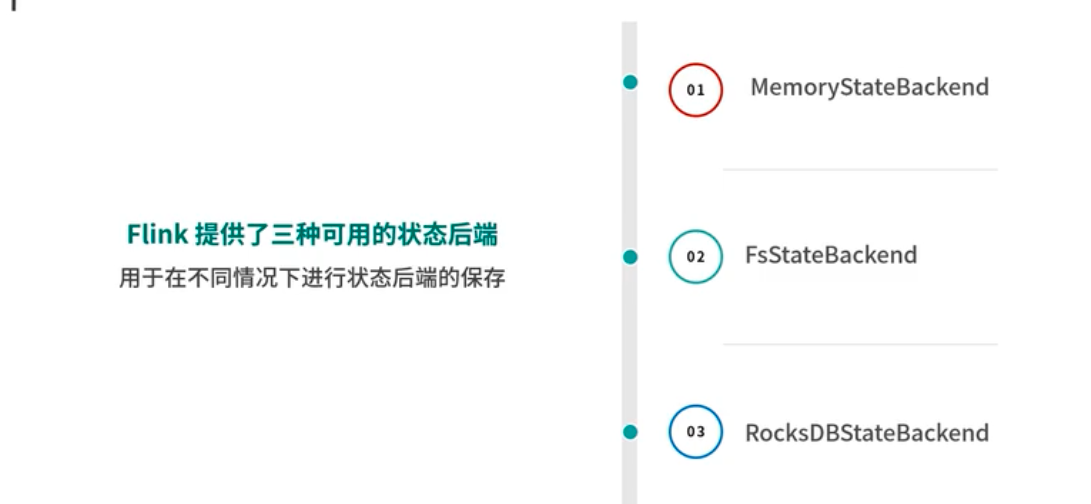 Flink 提供了三种可用的状态后端
用于在不同情况下进行状态后端的保存
01 MemoryStateBackend
02 FsStateBackend
03 RocksDBStateBackend